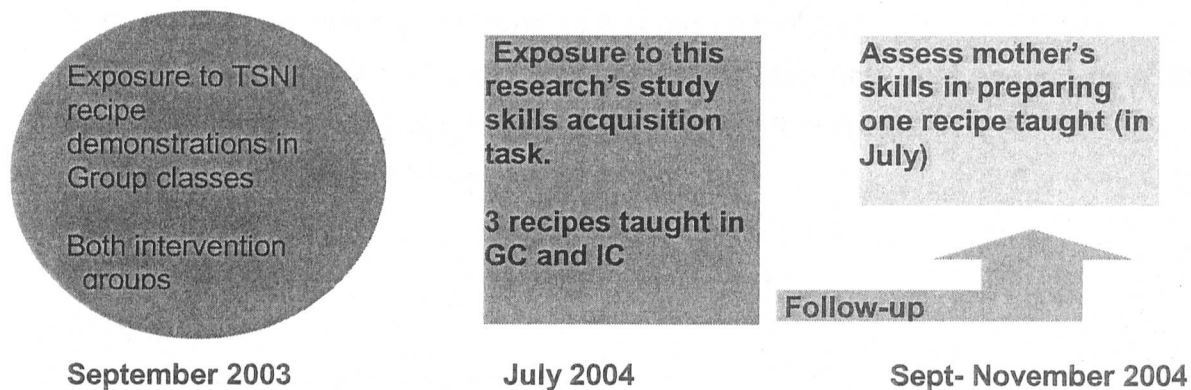 Exposure to TSNI
recipe
demonstrations in
Group classes
Both intervention
groups
September 2003
Exposure to this
research's study
skills acquisition
task.
3 recipes taught in
GC and IC
July 2004
Assess mother's
skills in preparing
one recipe taught (in
July)
Follow-up
Sept- November 2004